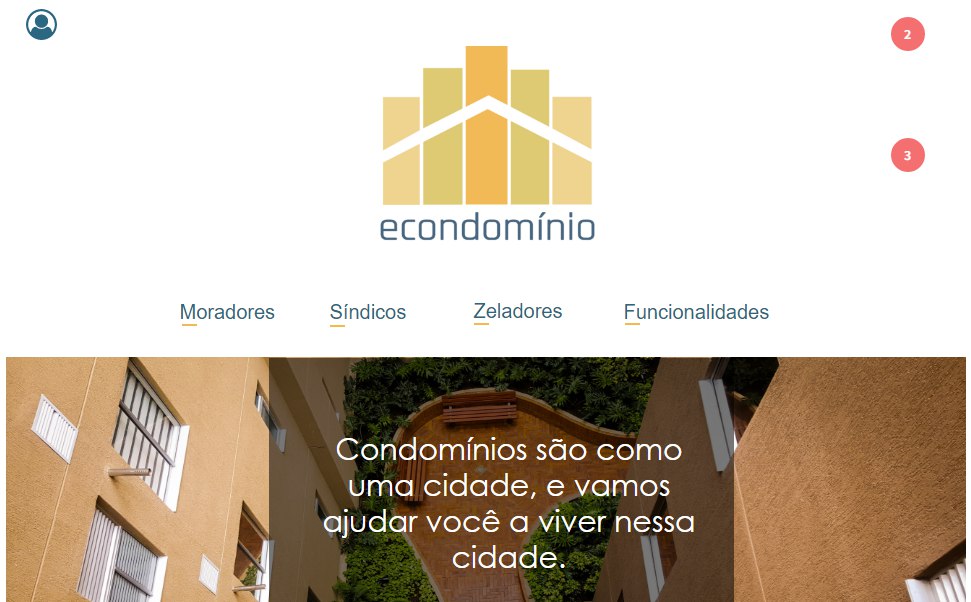 2
3
econdomínio
Moradores Síndicos Zeladores Funcionalidades
Condomínios são como
uma cidade, e vamos
ajudar você a viver nessa
cidade.